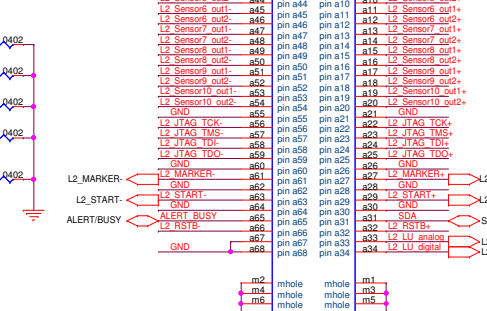 a44 pin a44 pin a10 a10
L2_Sensor6_out1- a45 pin a45 pin a11 a11 L2_Sensor6_out1+
L2_Sensor6_out2- a46 pin a46 pin a12 a12 L2_Sensor6_out2+
L2_Sensor7_out1- a47 pin a47 pin a13 a13 L2_Sensor7_out1+
0402 L2_Sensor7_out2- a48 pin a48 pin a14 a14 L2_Sensor7_out2+
L2_Sensor8_out1- a49 pin a49 pin a15 a15 L2_Sensor8_out1+
L2_Sensor8_out2- a50 pin a50 pin a16 a16 L2_Sensor8_out2+
0402 L2_Sensor9_out1- a51 pin a51 pin a17 a17 L2_Sensor9_out1+
L2_Sensor9_out2- a52 pin a52 pin a18 a18 L2_Sensor9_out2+
L2_Sensor10_out1- a53 pin a53 pin a19 a19 L2_Sensor10_out1+
0402 L2_Sensor10_out2- a54 pin a54 pin a20 a20 L2_Sensor10_out2+
GND a55 pin a55 pin a21 a21 GND
L2_JTAG_TCK- a56 pin a56 pin a22 a22 L2_JTAG_TCK+
0402 L2_JTAG_TMS- a57 pin a57 pin a23 a23 L2_JTAG_TMS+
L2_JTAG_TDI- a58 pin a58 pin a24 a24 L2_JTAG_TDI+
L2_JTAG_TDO- a59 pin a59 pin a25 a25 L2_JTAG_TDO+
GND a60 pin a60 pin a26 a26 GND
0402 L2_MARKER- L2_MARKER- a61 pin a61 pin a27 a27 L2_MARKER+
GND a62 pin a62 pin a28 a28 GND
L2_START- L2_START- a63 pin a63 pin a29 a29 L2_START+
GND a64 pin a64 pin a30 a30 GND
ALERT/BUSY ALERT_BUSY a65 pin a65 pin a31 a31 SDA
L2_RSTB- a66 pin a66 pin a32 a32 L2_RSTB+
a67 pin a67 pin a33 a33 L2_LU_analog
GND a68 pin a68 pin a34 a34 L2_LU_digital
m2 mhole mhole m1
m4 mhole mhole m3
m6 mhole mhole m5